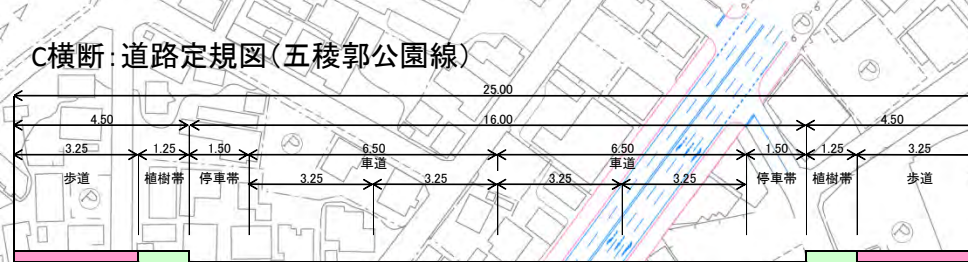 C横断：道路定規図（五稜郭公園線）
25.00
4.50 16.00 4.50
3.25 1.25 1.50 6.50 6.50 1.50 1.25 3.25
歩道 植樹帯 停車帯 車道 車道 停車帯 植樹帯 歩道
3.25 3.25 3.25 3.25
P
P
P
P